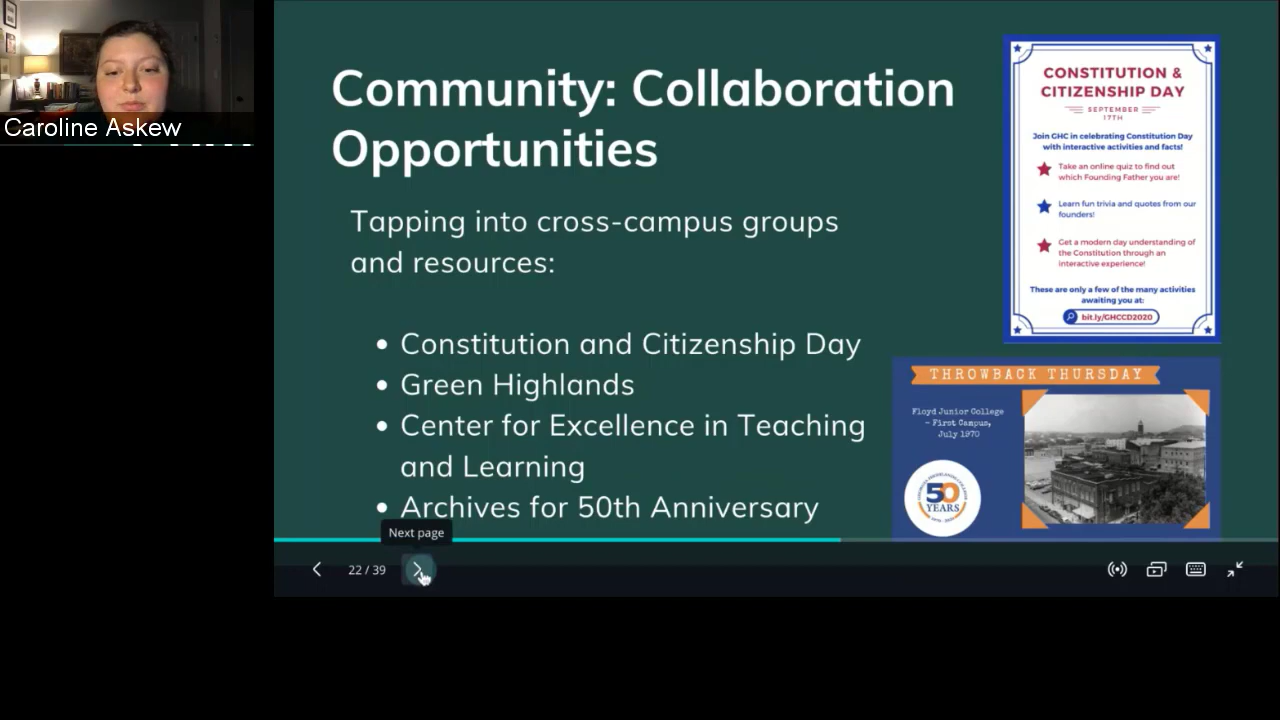 Caroline Askew
Community: Collaboration
Opportunities
Tapping into cross-campus groups
and resources:
Constitution and Citizenship Day
Green Highlands
Center for Excellence in Teaching
and Learning
Archives for 50th Anniversary
CONSTITUTION &
CITIZENSHIP DAY
SEPTEMBER
17TH
Join GHC in celebrating Constitution Day
with interactive activities and facts!
Take an online quiz to find out
which Founding Father you are!
Learn fun trivia and quotes from our
founders!
Get a modern day understanding of
the Constitution through an
interactive experience!
These are only a few of the many activities
awaiting you at:
bit.ly/GHCCD2020
THROWBACK THURSDAY
Floyd Junior College
- First Campus,
July 1970
50
YEARS
Next page
22 / 39